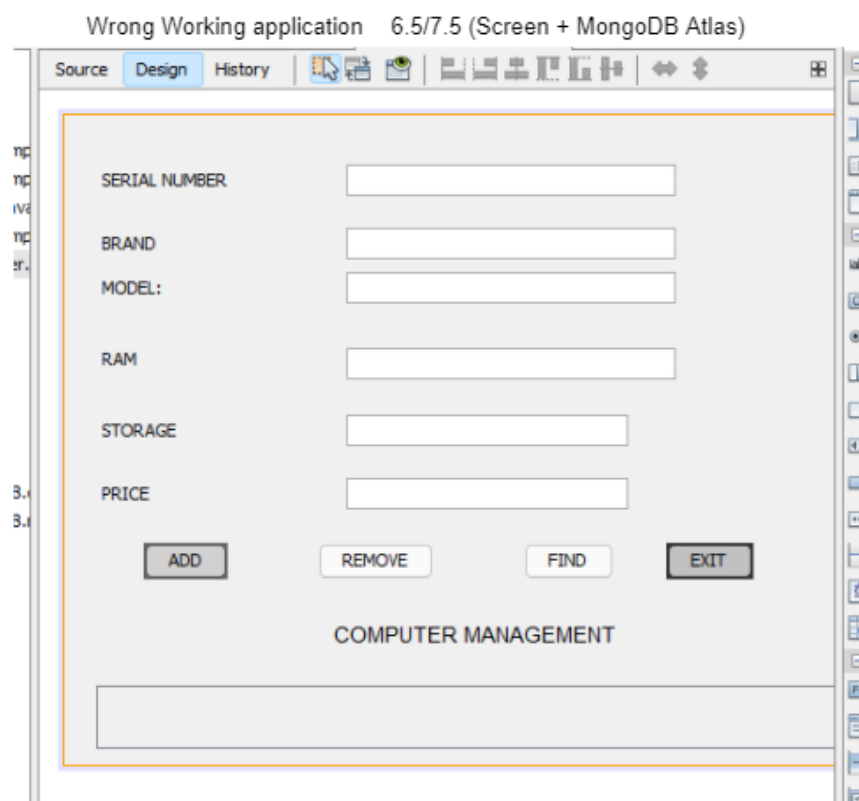 Wrong Working application 6.5/7.5 (Screen + MongoDB Atlas)
Source Design History
SERIAL NUMBER
BRAND
MODEL:
RAM
STORAGE
PRICE
ADD REMOVE FIND EXIT
COMPUTER MANAGEMENT